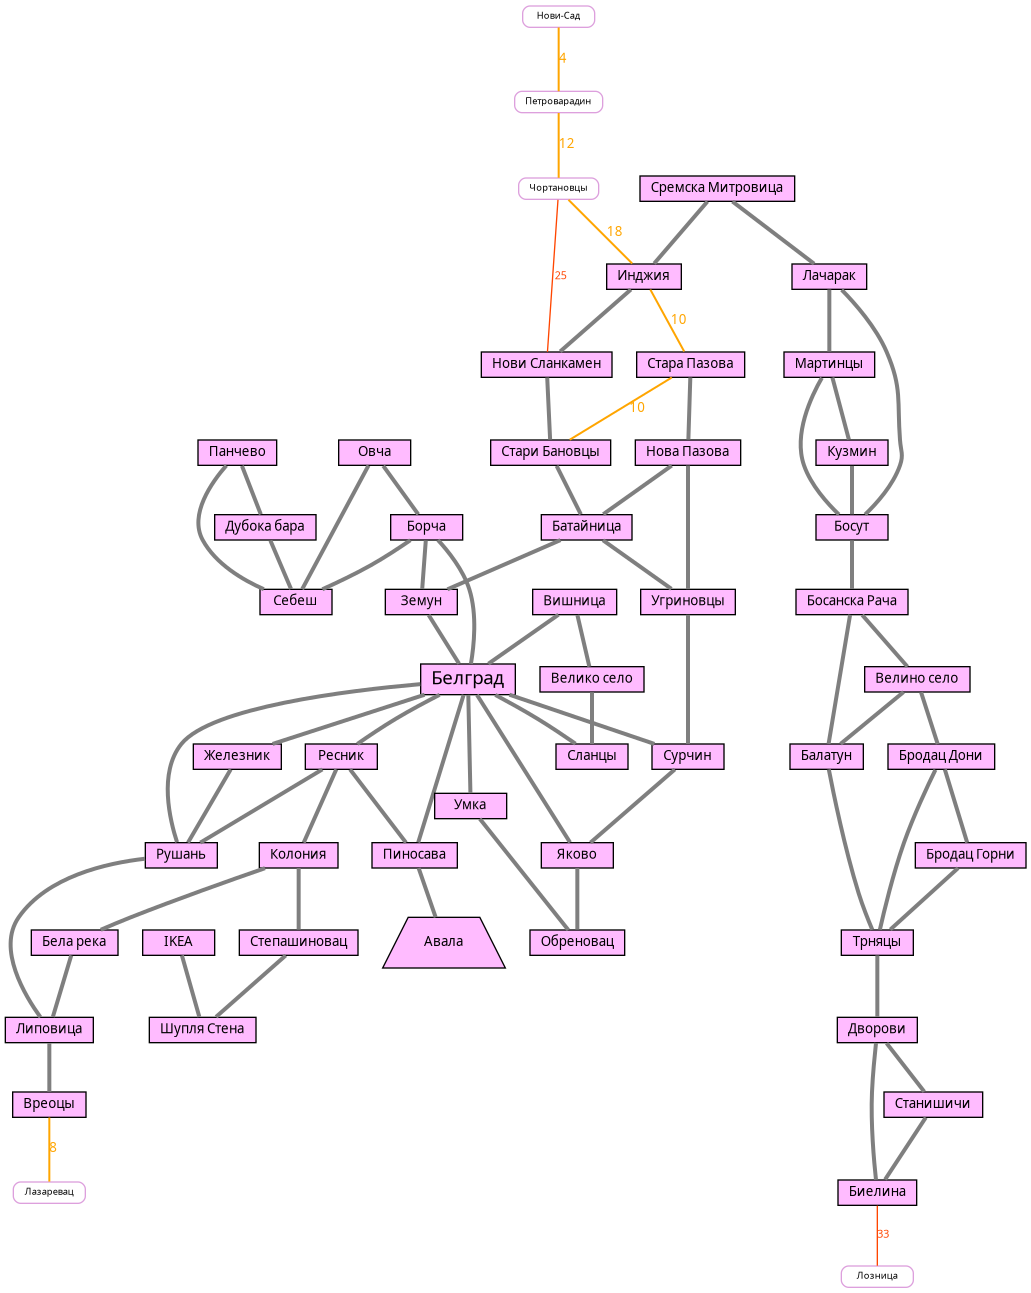 Нови-Сад
4
Петроварадин
12
Чортановцы
Сремска Митровица
18
Инджия
Лачарак
25
10
Нови Сланкамен
Стара Пазова
Мартинцы
10
Панчево
Овча
Стари Бановцы
Нова Пазова
Кузмин
Дубока бара
Борча
Батайница
Босут
Себеш
Земун
Вишница
Угриновцы
Босанска Рача
Белград
Велико село
Велино село
Железник
Ресник
Сланцы
Сурчин
Балатун
Бродац Дони
Умка
Рушань
Колония
Пиносава
Яково
Бродац Горни
Бела река
IKEA
Степашиновац
Авала
Обреновац
Трняцы
Липовица
Шупля Стена
Дворови
Вреоцы
Станишичи
8
Лазаревац
Биелина
33
Лозница